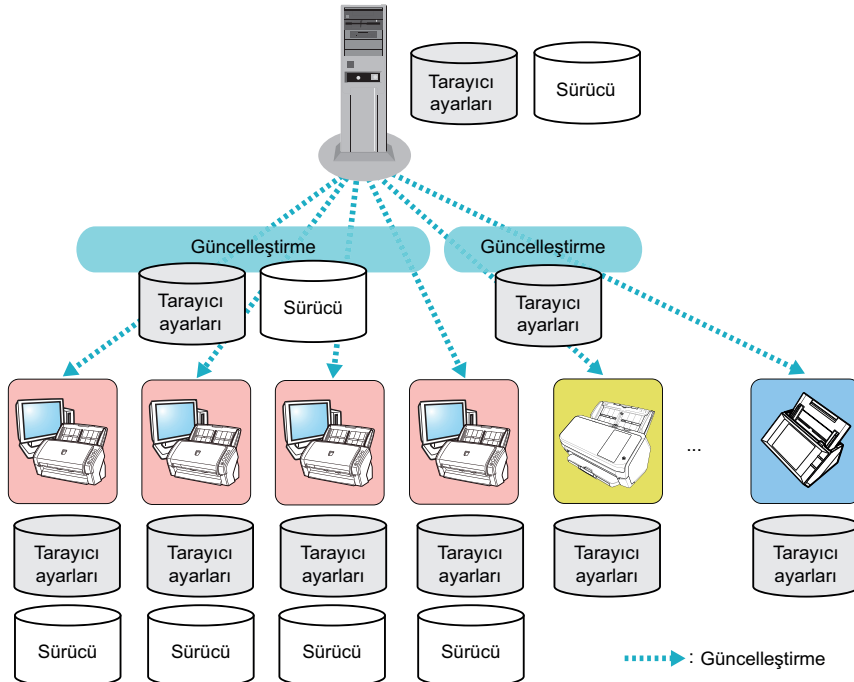 Tarayıcı
ayarları
Sürücü
Güncelleştirme
Güncelleştirme
Tarayıcı
ayarları
Sürücü
Tarayıcı
ayarları
...
Tarayıcı
ayarları
Tarayıcı
ayarları
Tarayıcı
ayarları
Tarayıcı
ayarları
Tarayıcı
ayarları
Tarayıcı
ayarları
Sürücü
Sürücü
Sürücü
Sürücü
: Güncelleştirme